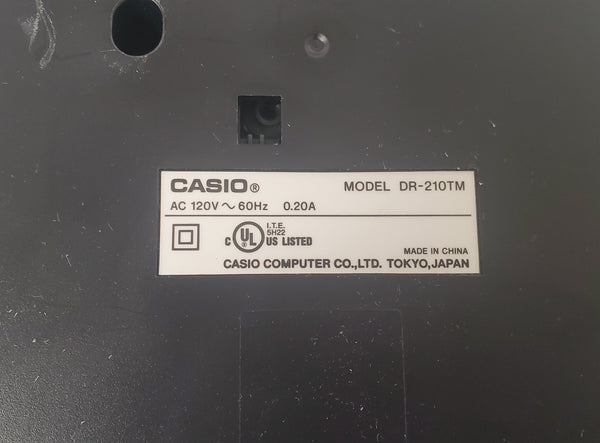 CASIO® MODEL DR-210TM
AC 120V ~ 60Hz 0.20A
I.T.E.
5H22
C UL® US LISTED
MADE IN CHINA
CASIO COMPUTER CO.,LTD. TOKYO,JAPAN